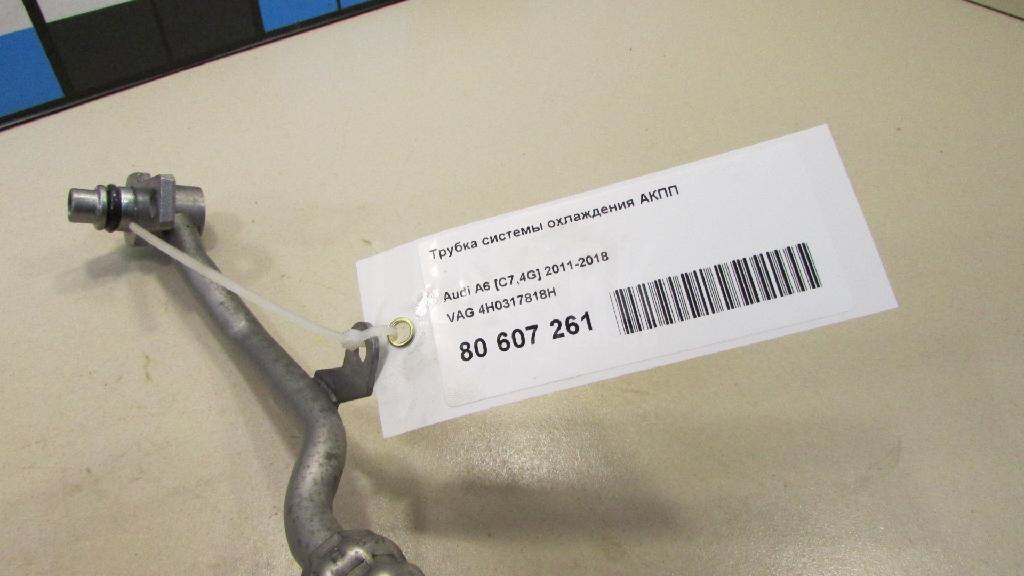 Трубка системы охлаждения АКПП
Audi A6 [C7,4G] 2011-2018
VAG 4H0317818H
80 607 261